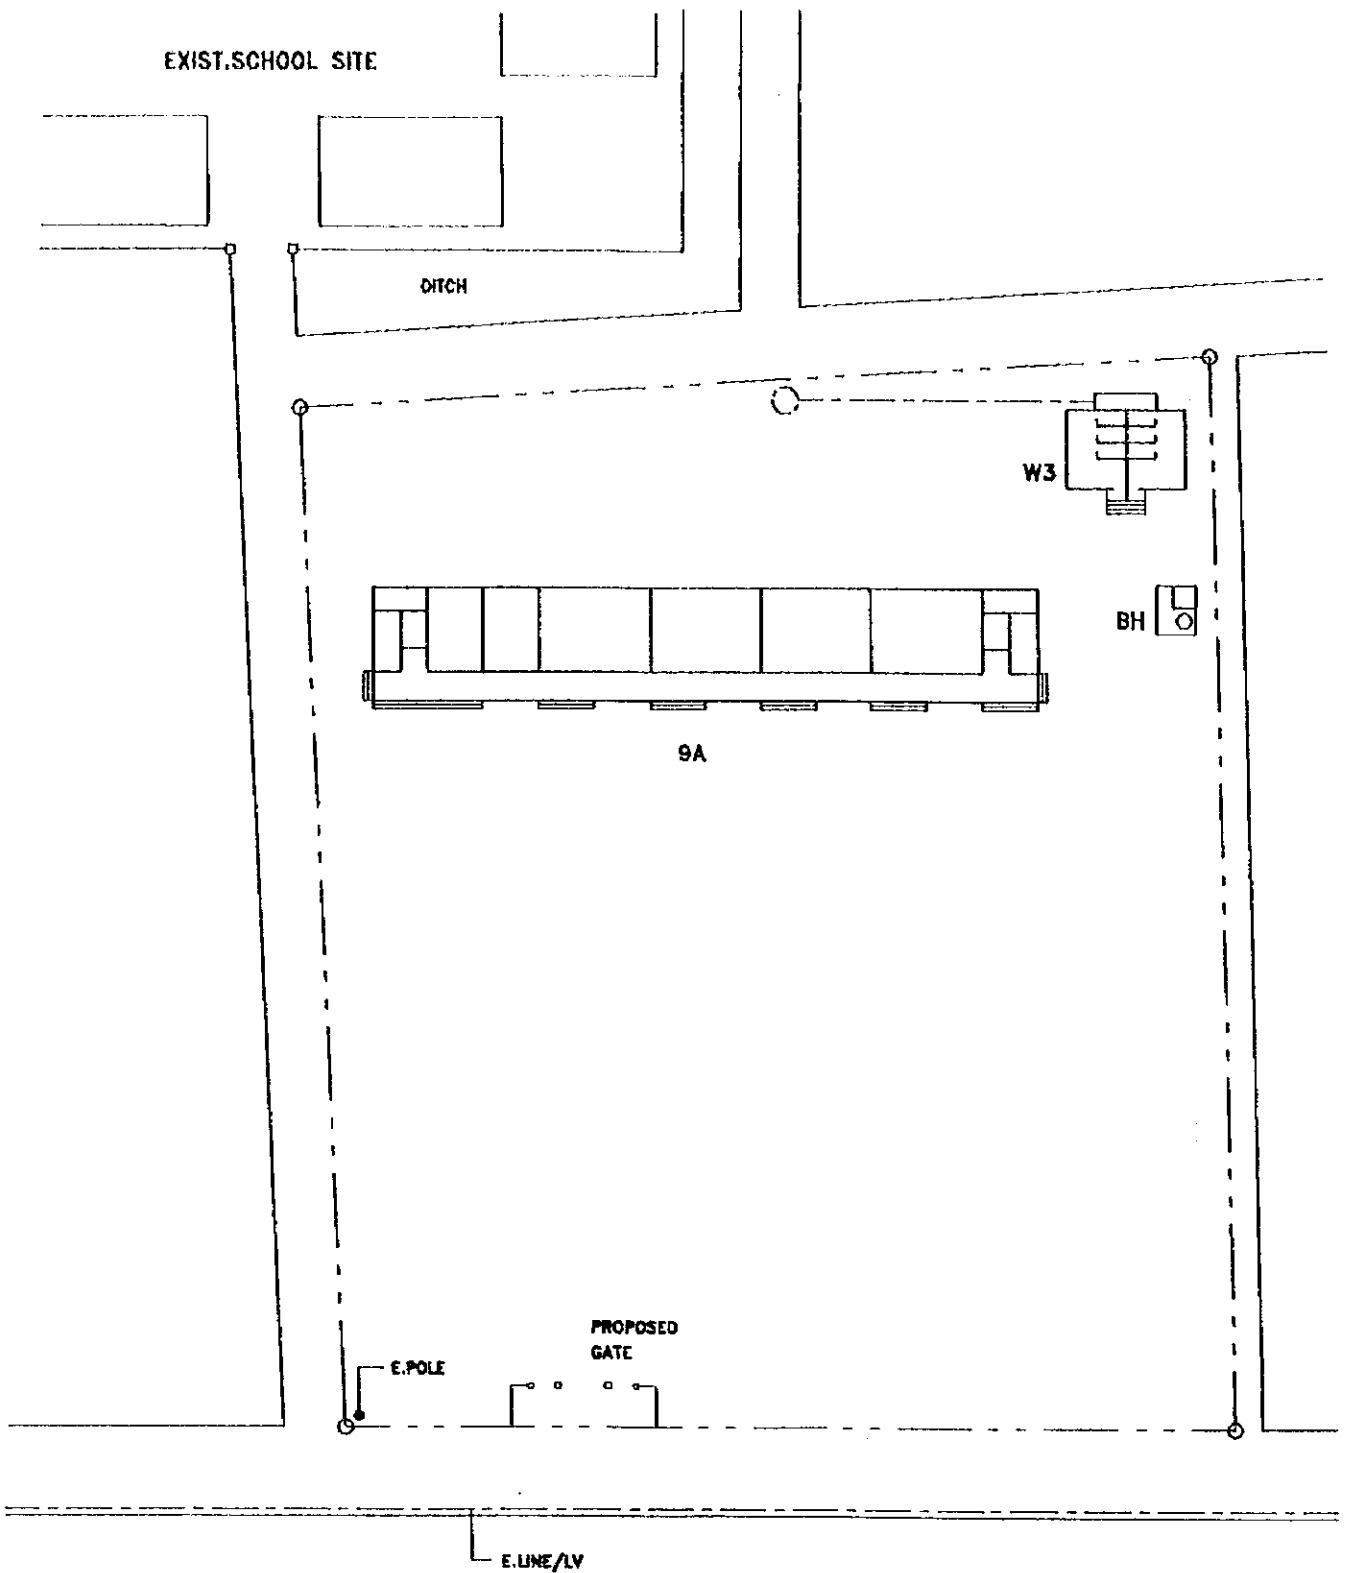 EXIST.SCHOOL SITE
DITCH
W3
BH
9A
PROPOSED
GATE
E.POLE
E.LINE/LV